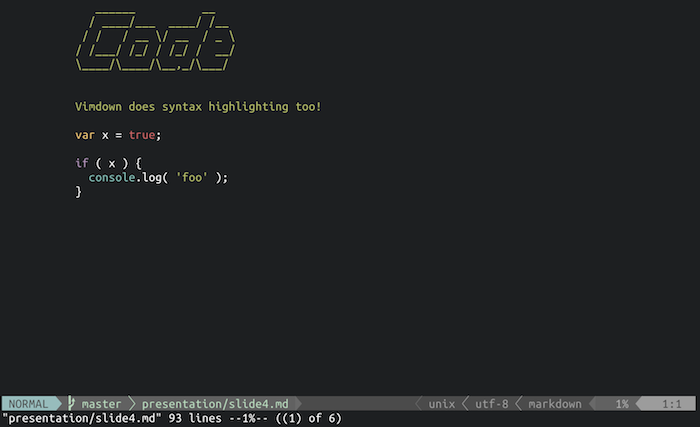 Code
Vimdown does syntax highlighting too!
var x = true;
if ( x ) {
  console.log( 'foo' );
}
NORMAL master presentation/slide4.md unix utf-8 markdown 1% 1:1
"presentation/slide4.md" 93 lines --1%-- ((1) of 6)